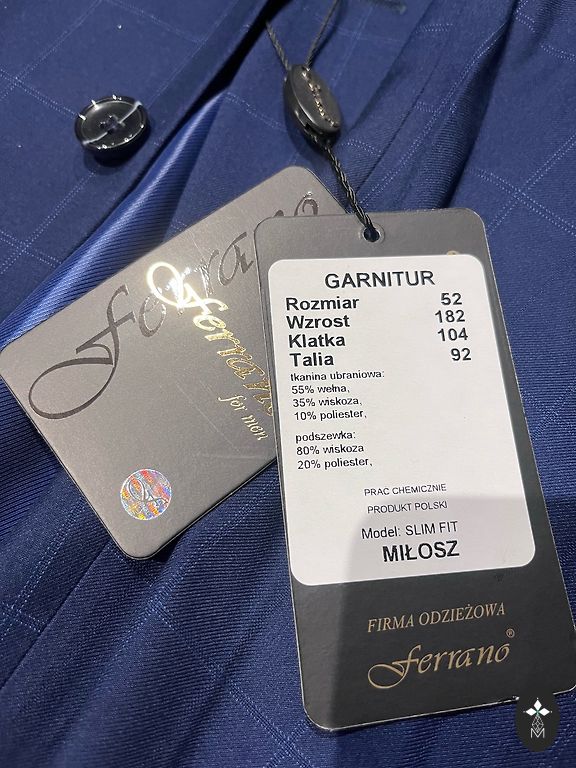 Ferrano
Ferrano
for men
GARNITUR
Rozmiar 52
Wzrost 182
Klatka 104
Talia 92
tkanina ubraniowa:
55% wełna,
35% wiskoza,
10% poliester,
podszewka:
80% wiskoza
20% poliester,
PRAC CHEMICZNIE
PRODUKT POLSKI
Model: SLIM FIT
MIŁOSZ
FIRMA ODZIEŻOWA
Ferrano®